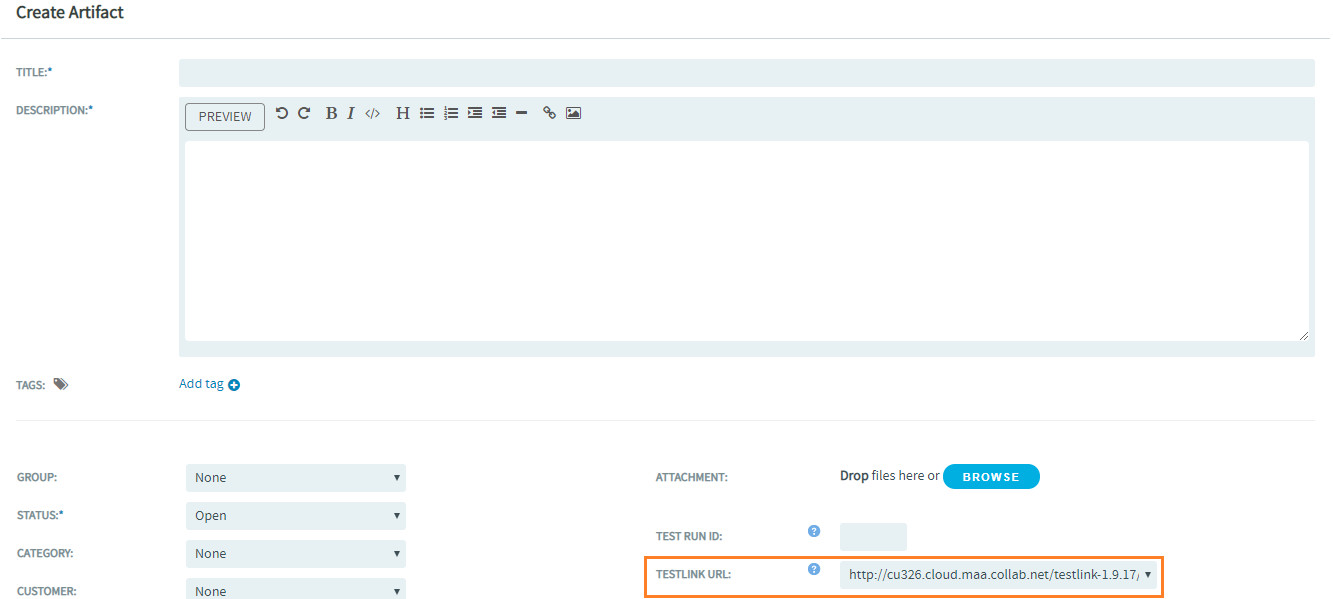 Create Artifact
TITLE:*
DESCRIPTION:*
PREVIEW B I </> H
TAGS: Add tag
GROUP: None
ATTACHMENT: Drop files here or BROWSE
STATUS:* Open
TEST RUN ID: ?
CATEGORY: None
TESTLINK URL: ? http://cu326.cloud.maa.collab.net/testlink-1.9.17/
CUSTOMER: None